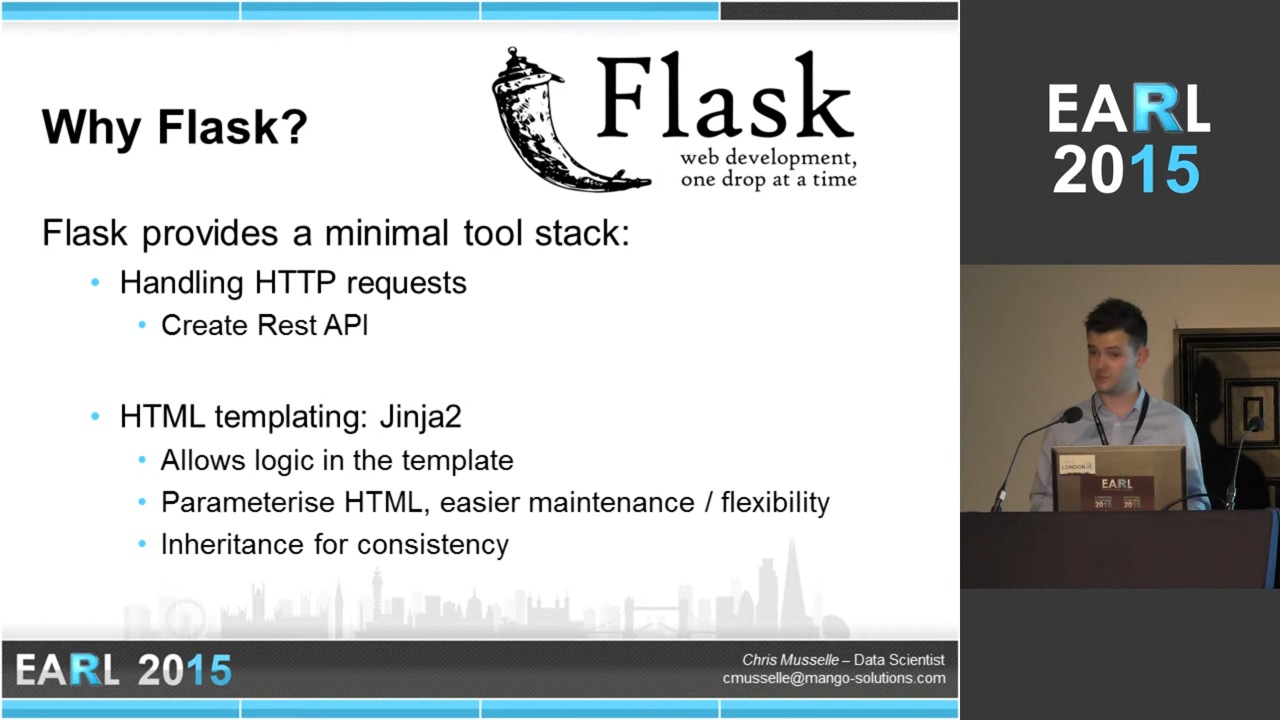 Why Flask?
Flask
web development,
one drop at a time
Flask provides a minimal tool stack:
• Handling HTTP requests
• Create Rest API
• HTML templating: Jinja2
• Allows logic in the template
• Parameterise HTML, easier maintenance / flexibility
• Inheritance for consistency
EARL 2015
Chris Musselle – Data Scientist
cmusselle@mango-solutions.com
EARL
2015
LONDON
EARL
2015 2015